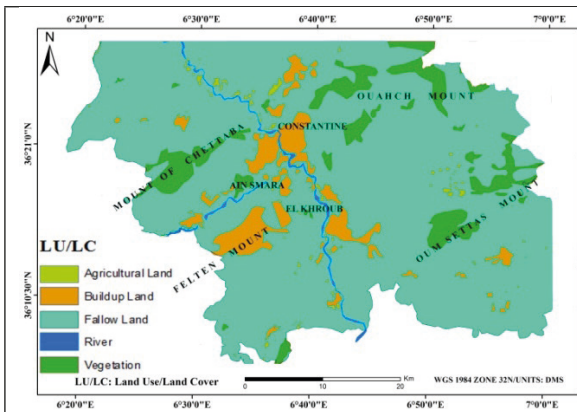 6°20'0"E 6°30'0"E 6°40'0"E 6°50'0"E 7°0'0"E
N
OUAHCH MOUNT
CONSTANTINE
36°21'0"N
MOUNT OF CHETTABA
AIN SMARA
EL KHROUB
OUM SETTAS MOUNT
FELTEN MOUNT
LU/LC
Agricultural Land
Buildup Land
Fallow Land
River
Vegetation
36°10'30"N
LU/LC: Land Use/Land Cover
0 10 20 Km
WGS 1984 ZONE 32N/UNITS: DMS
6°20'0"E 6°30'0"E 6°40'0"E 6°50'0"E 7°0'0"E